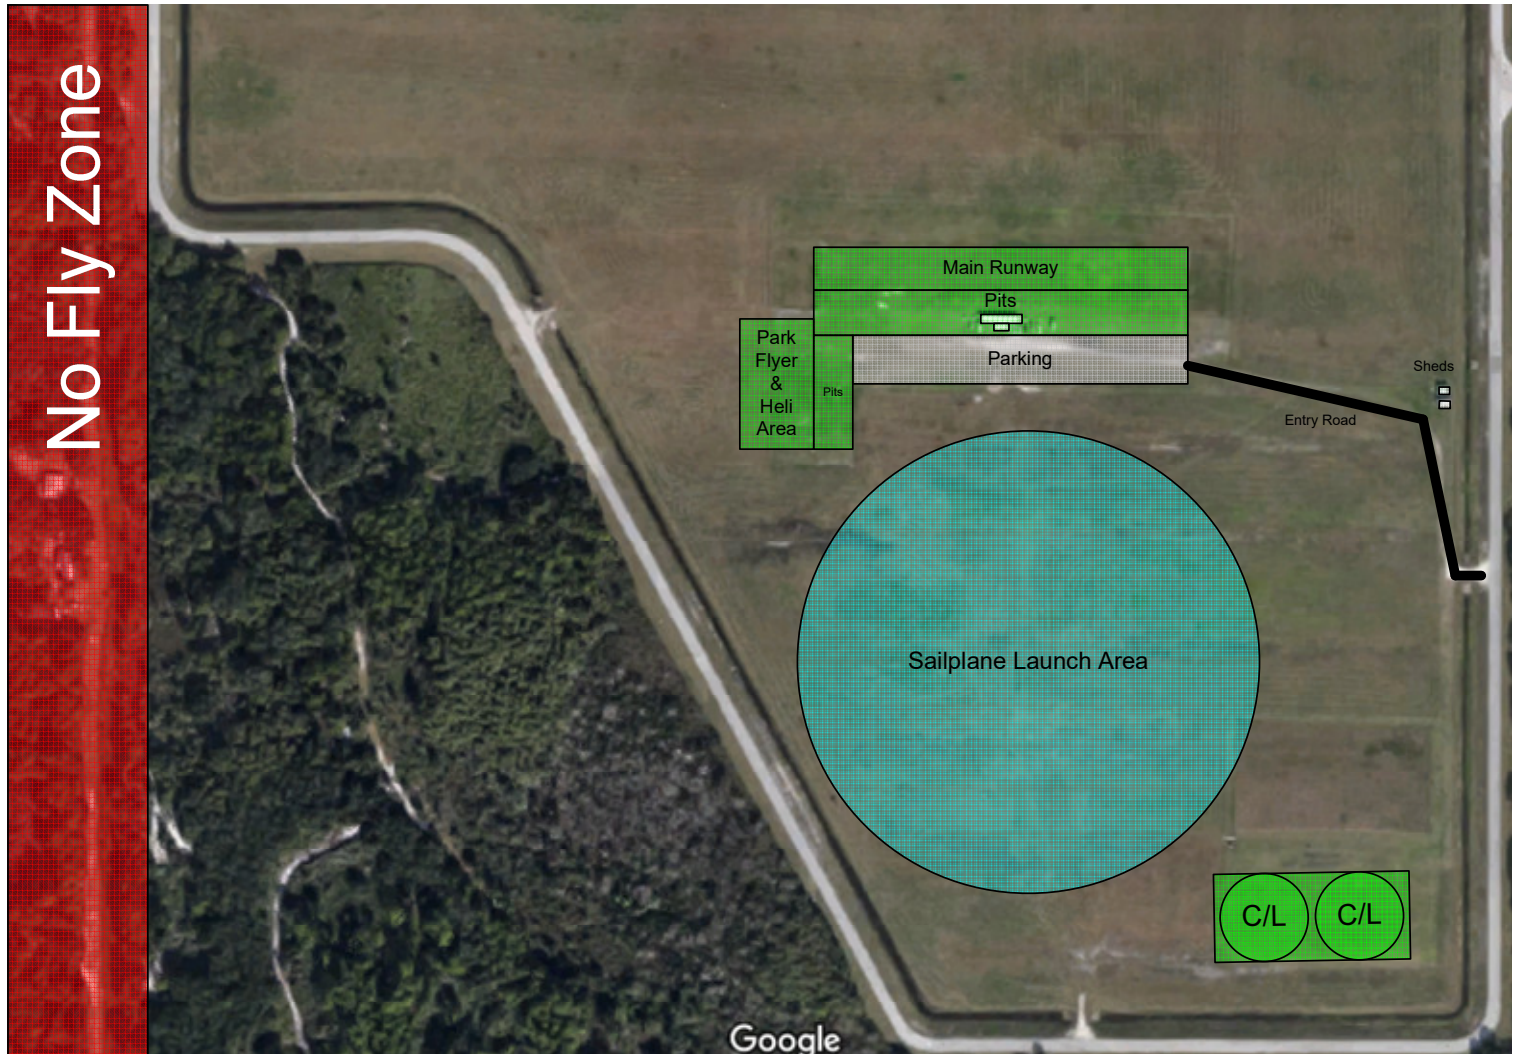 No Fly Zone
Main Runway
Pits
Parking
Park
Flyer
&
Heli
Area
Pits
Sheds
Entry Road
Sailplane Launch Area
C/L
C/L
Google